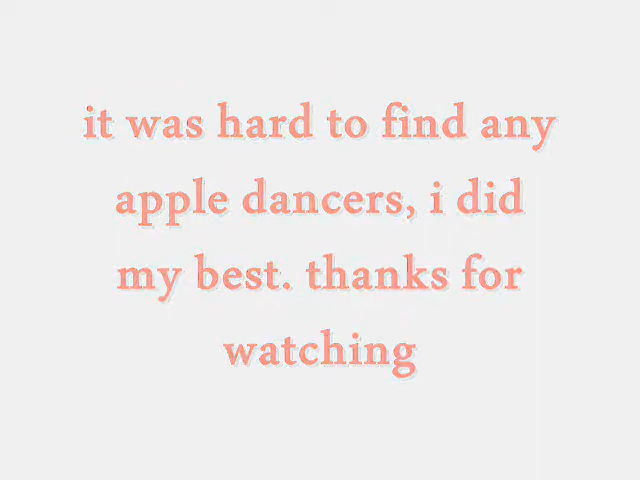 it was hard to find any
apple dancers, i did
my best. thanks for
watching